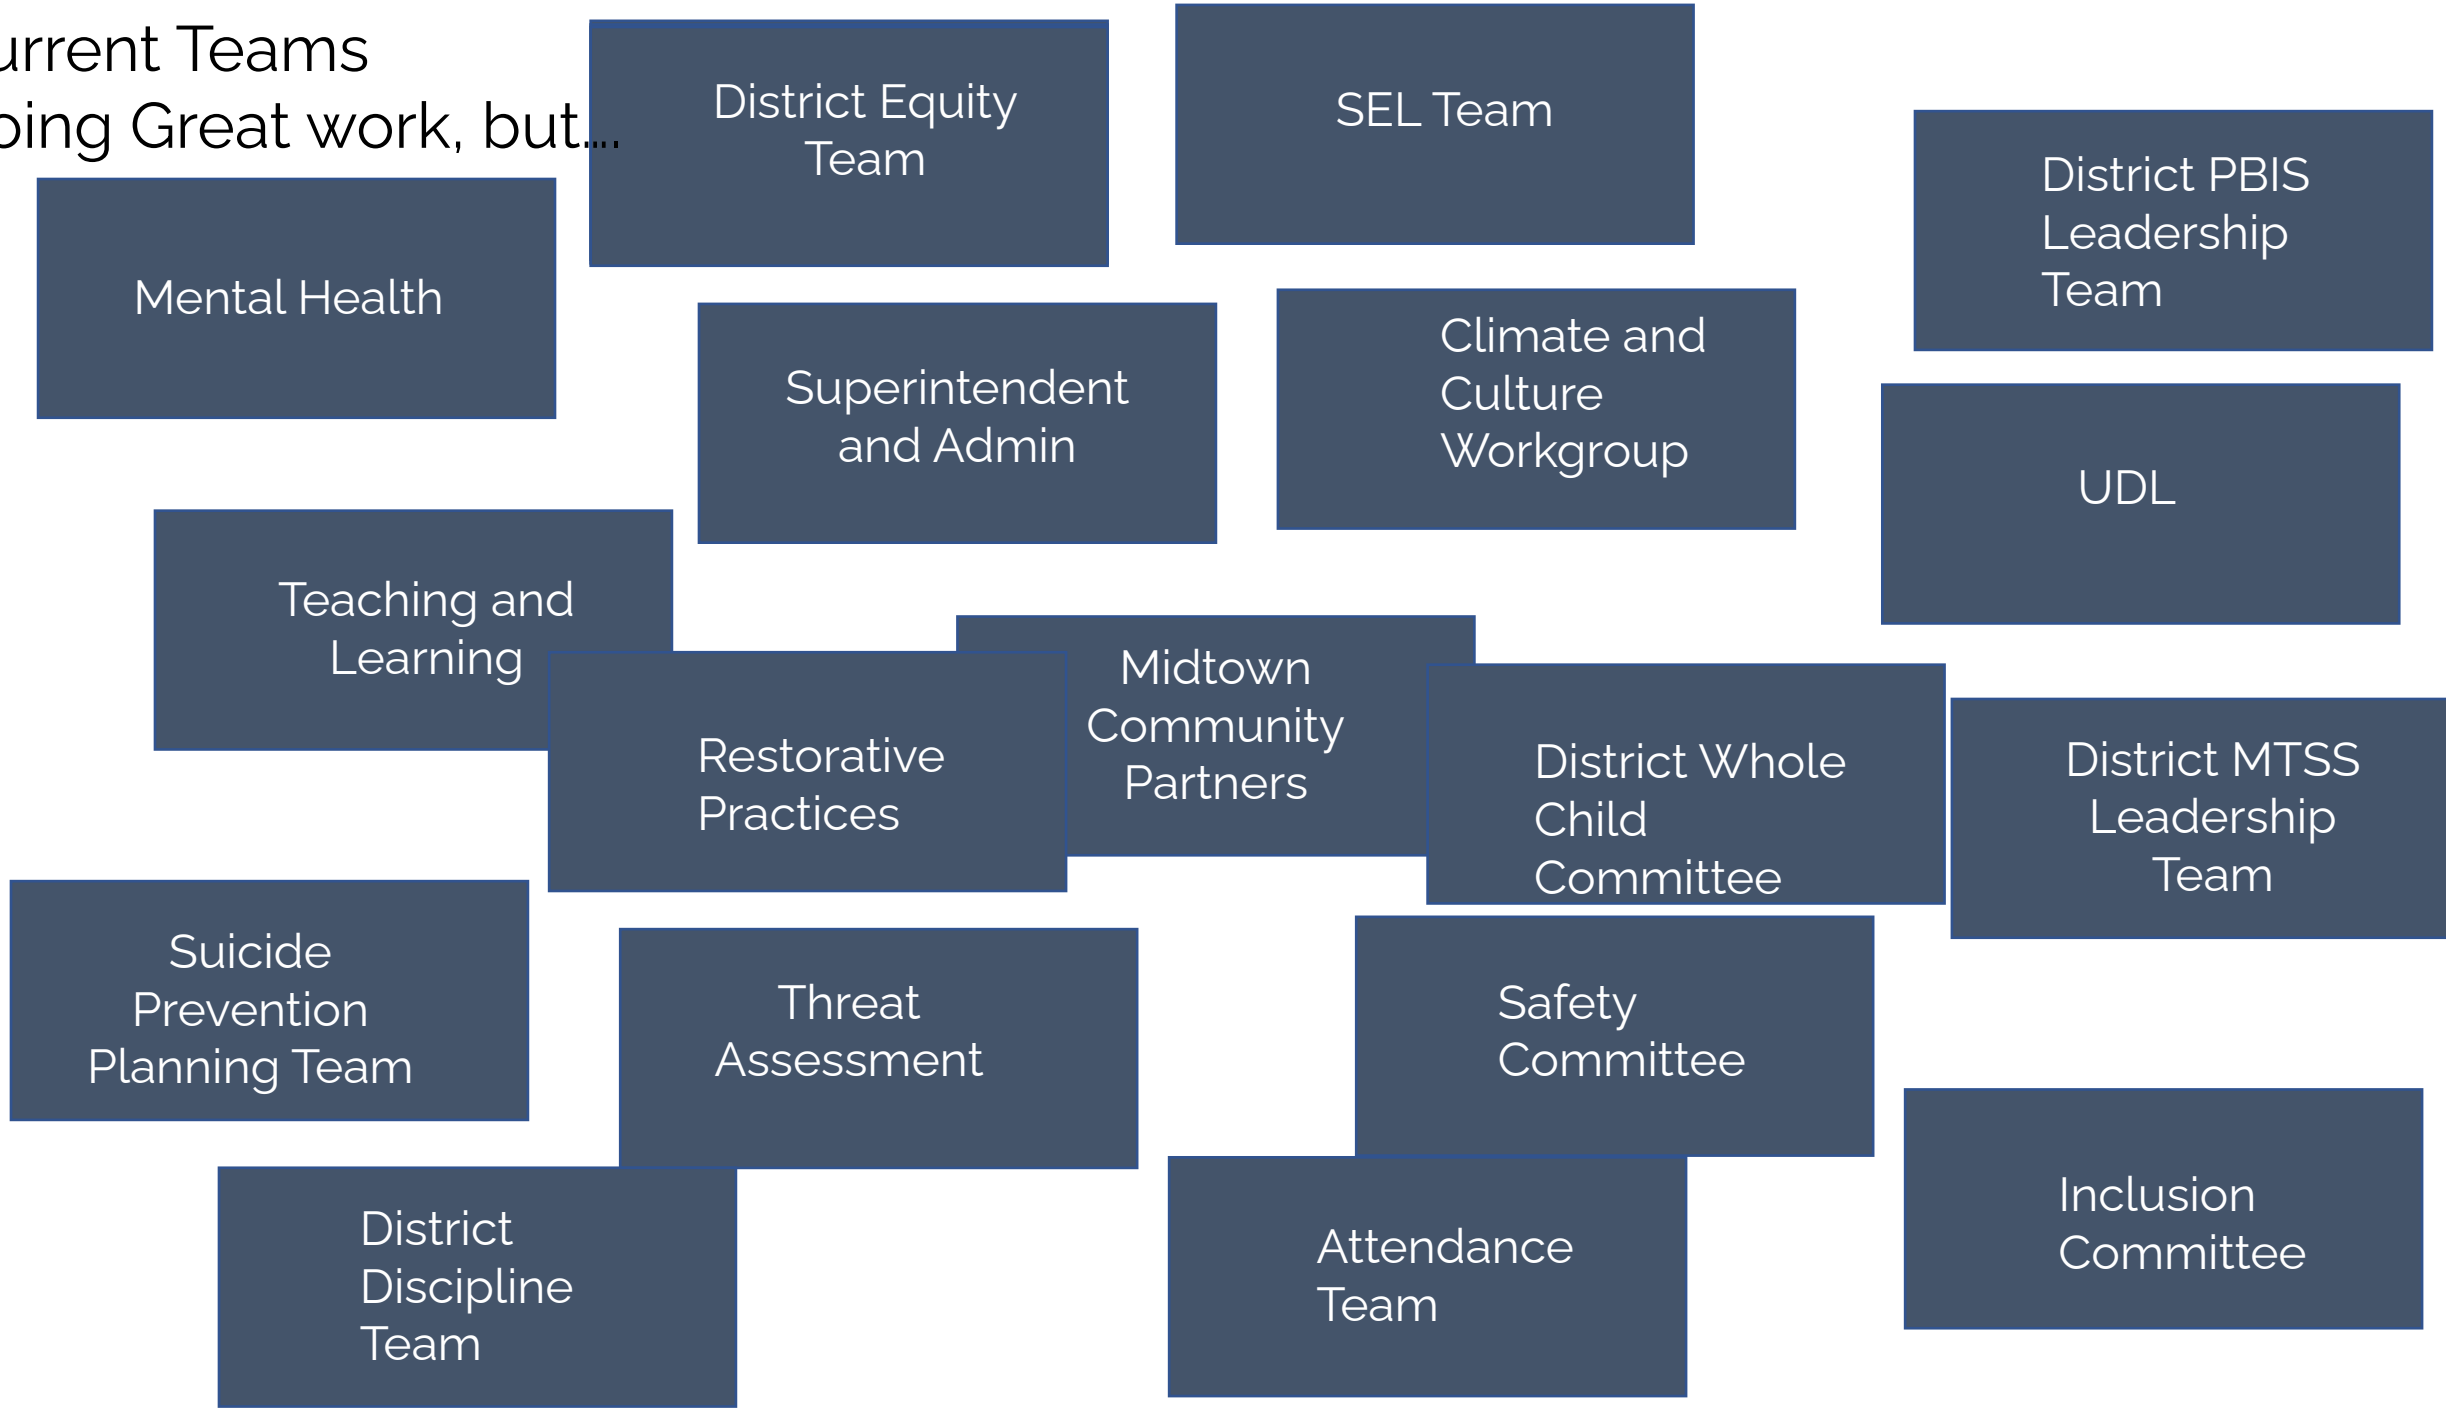 urrent Teams
oing Great work, but....
District Equity
Team
SEL Team
District PBIS
Leadership
Team
Mental Health
Superintendent
and Admin
Climate and
Culture
Workgroup
UDL
Teaching and
Learning
Restorative
Practices
Midtown
Community
Partners
District Whole
Child
Committee
District MTSS
Leadership
Team
Suicide
Prevention
Planning Team
Threat
Assessment
Safety
Committee
Inclusion
Committee
District
Discipline
Team
Attendance
Team